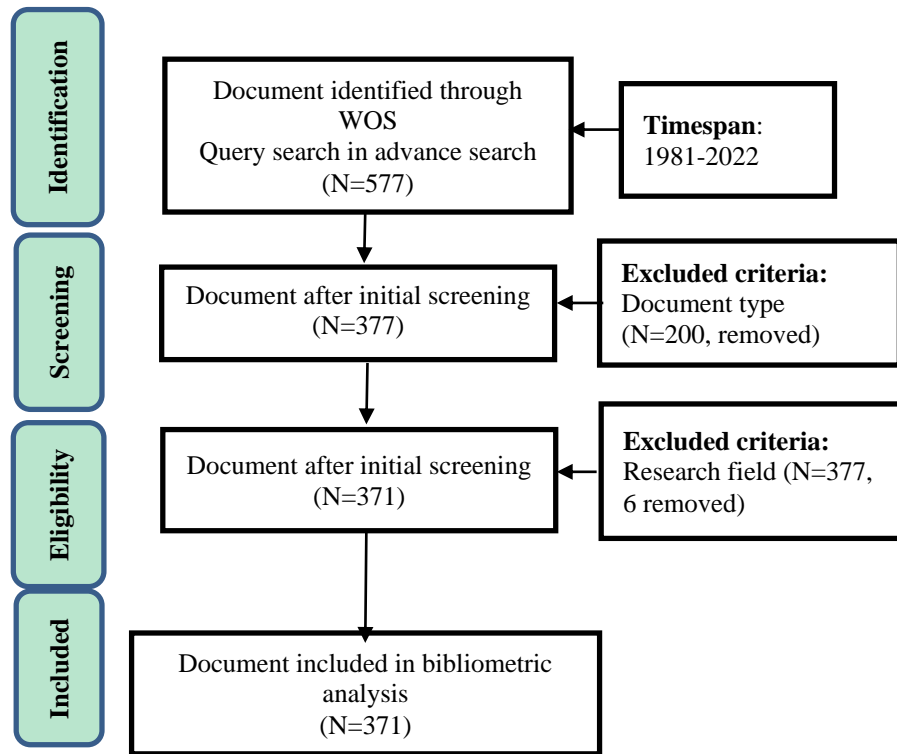 Identification
Document identified through
WOS
Query search in advance search
(N=577)
Timespan:
1981-2022
Screening
Document after initial screening
(N=377)
Excluded criteria:
Document type
(N=200, removed)
Eligibility
Document after initial screening
(N=371)
Excluded criteria:
Research field (N=377,
6 removed)
Included
Document included in bibliometric
analysis
(N=371)